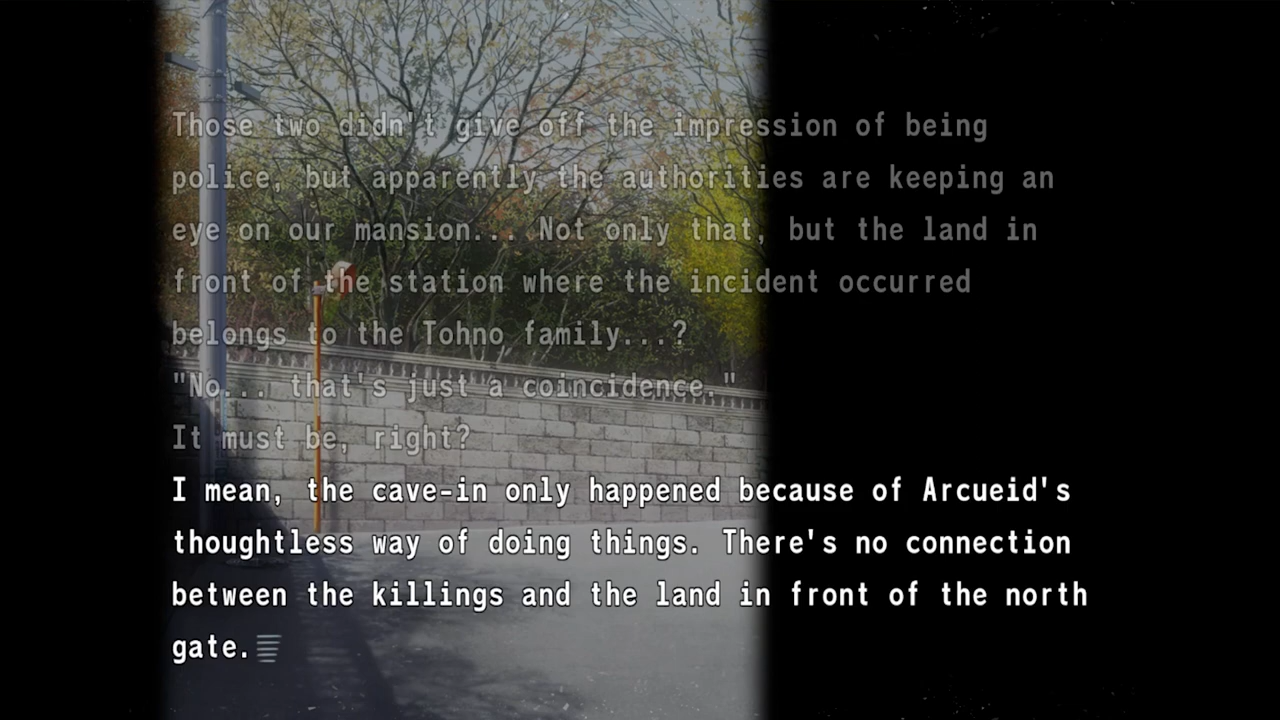 Those two didn't give off the impression of being
police, but apparently the authorities are keeping an
eye on our mansion... Not only that, but the land in
front of the station where the incident occurred
belongs to the Tohno family...?
"No... that's just a coincidence."
It must be, right?
I mean, the cave-in only happened because of Arcueid's
thoughtless way of doing things. There's no connection
between the killings and the land in front of the north
gate.